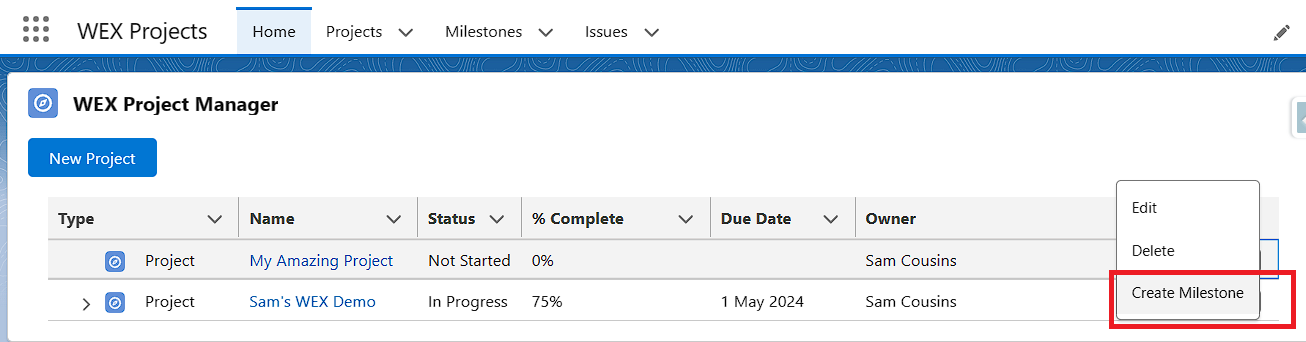 WEX Projects Home Projects Milestones Issues
WEX Project Manager
New Project
Type Name Status % Complete Due Date Owner
Project My Amazing Project Not Started 0% Sam Cousins
Project Sam's WEX Demo In Progress 75% 1 May 2024 Sam Cousins
Edit
Delete
Create Milestone